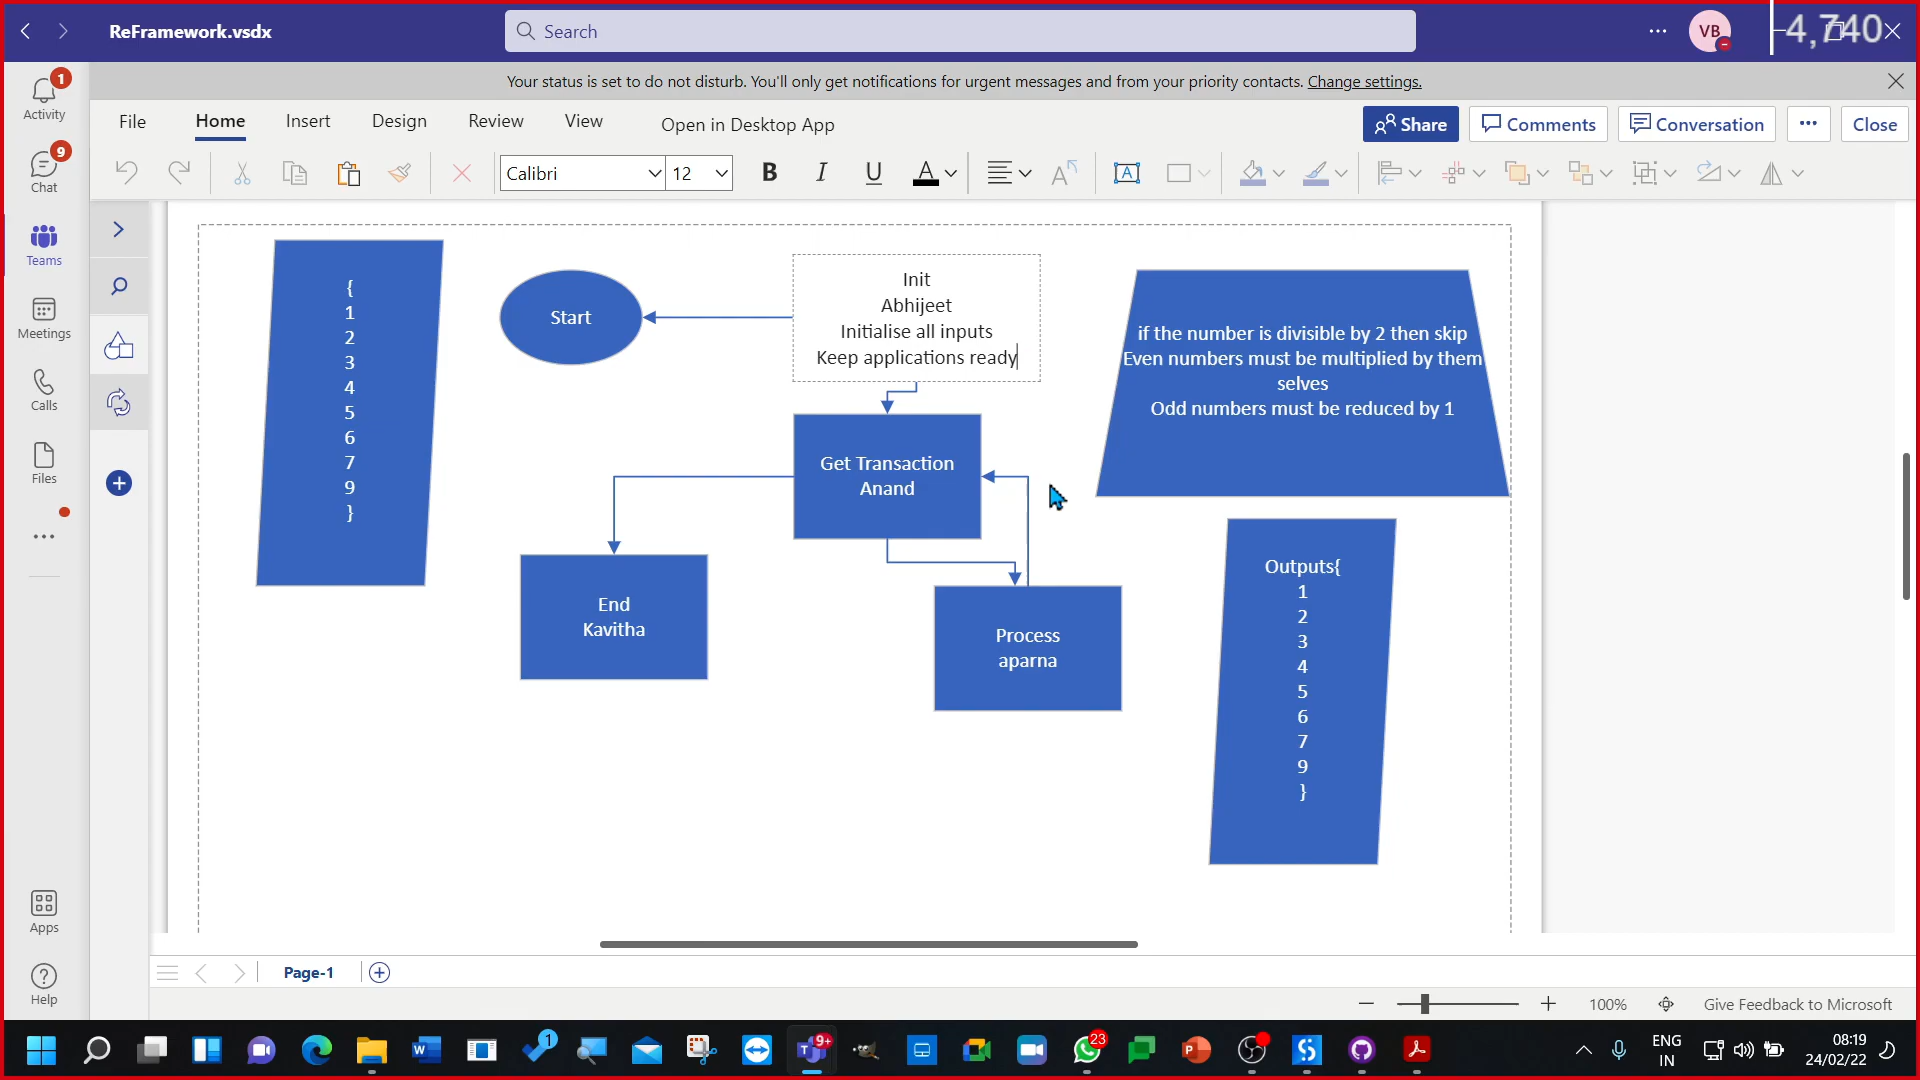 ReFramework.vsdx
Search
VB
4,740
Your status is set to do not disturb. You'll only get notifications for urgent messages and from your priority contacts. Change settings.
Activity
1
Chat
9
Teams
Meetings
Calls
Files
Apps
Help
File
Home
Insert
Design
Review
View
Open in Desktop App
Share
Comments
Conversation
Close
Calibri
12
B
I
U
A
A
A
{
1
2
3
4
5
6
7
9
}
Start
Init
Abhijeet
Initialise all inputs
Keep applications ready
if the number is divisible by 2 then skip
Even numbers must be multiplied by them
selves
Odd numbers must be reduced by 1
Get Transaction
Anand
End
Kavitha
Process
aparna
Outputs{
1
2
3
4
5
6
7
9
}
Page-1
100%
Give Feedback to Microsoft
1
9+
23
ENG
IN
08:19
24/02/22